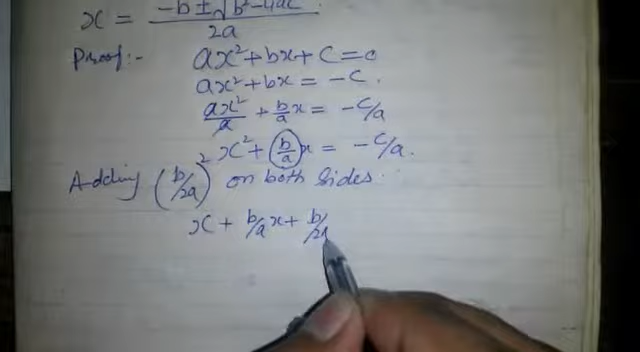 x = -b ± √b²-4ac / 2a
Proof:- ax² + bx + c = 0
ax² + bx = -c.
ax²/a + b/a x = -c/a
x² + b/a x = -c/a.
Adding (b/2a)² on both sides.
x + b/a x + b/2a